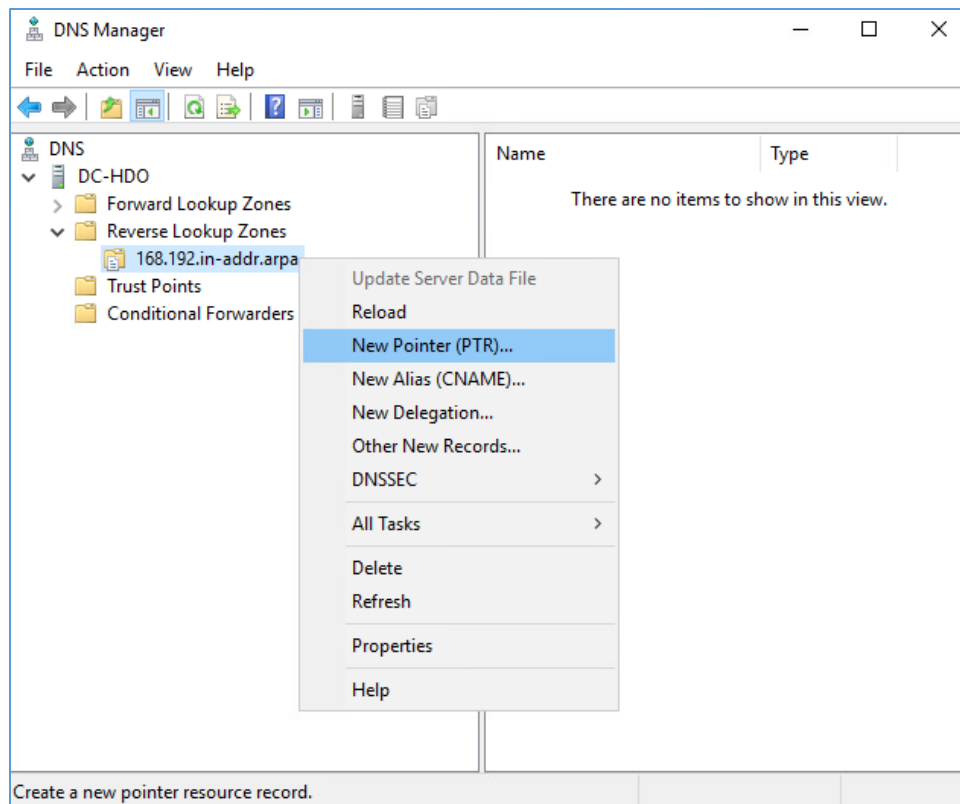 DNS Manager
File Action View Help
DNS
DC-HDO
Forward Lookup Zones
Reverse Lookup Zones
168.192.in-addr.arpa
Trust Points
Conditional Forwarders
Name Type
There are no items to show in this view.
Update Server Data File
Reload
New Pointer (PTR)...
New Alias (CNAME)...
New Delegation...
Other New Records...
DNSSEC
All Tasks
Delete
Refresh
Properties
Help
Create a new pointer resource record.